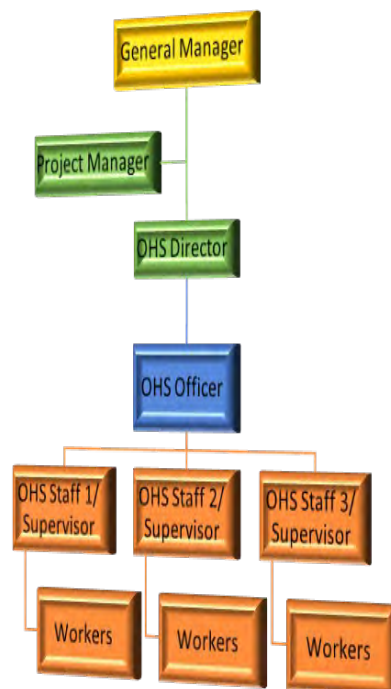 General Manager
Project Manager
OHS Director
OHS Officer
OHS Staff 1/
Supervisor
OHS Staff 2/
Supervisor
OHS Staff 3/
Supervisor
Workers
Workers
Workers